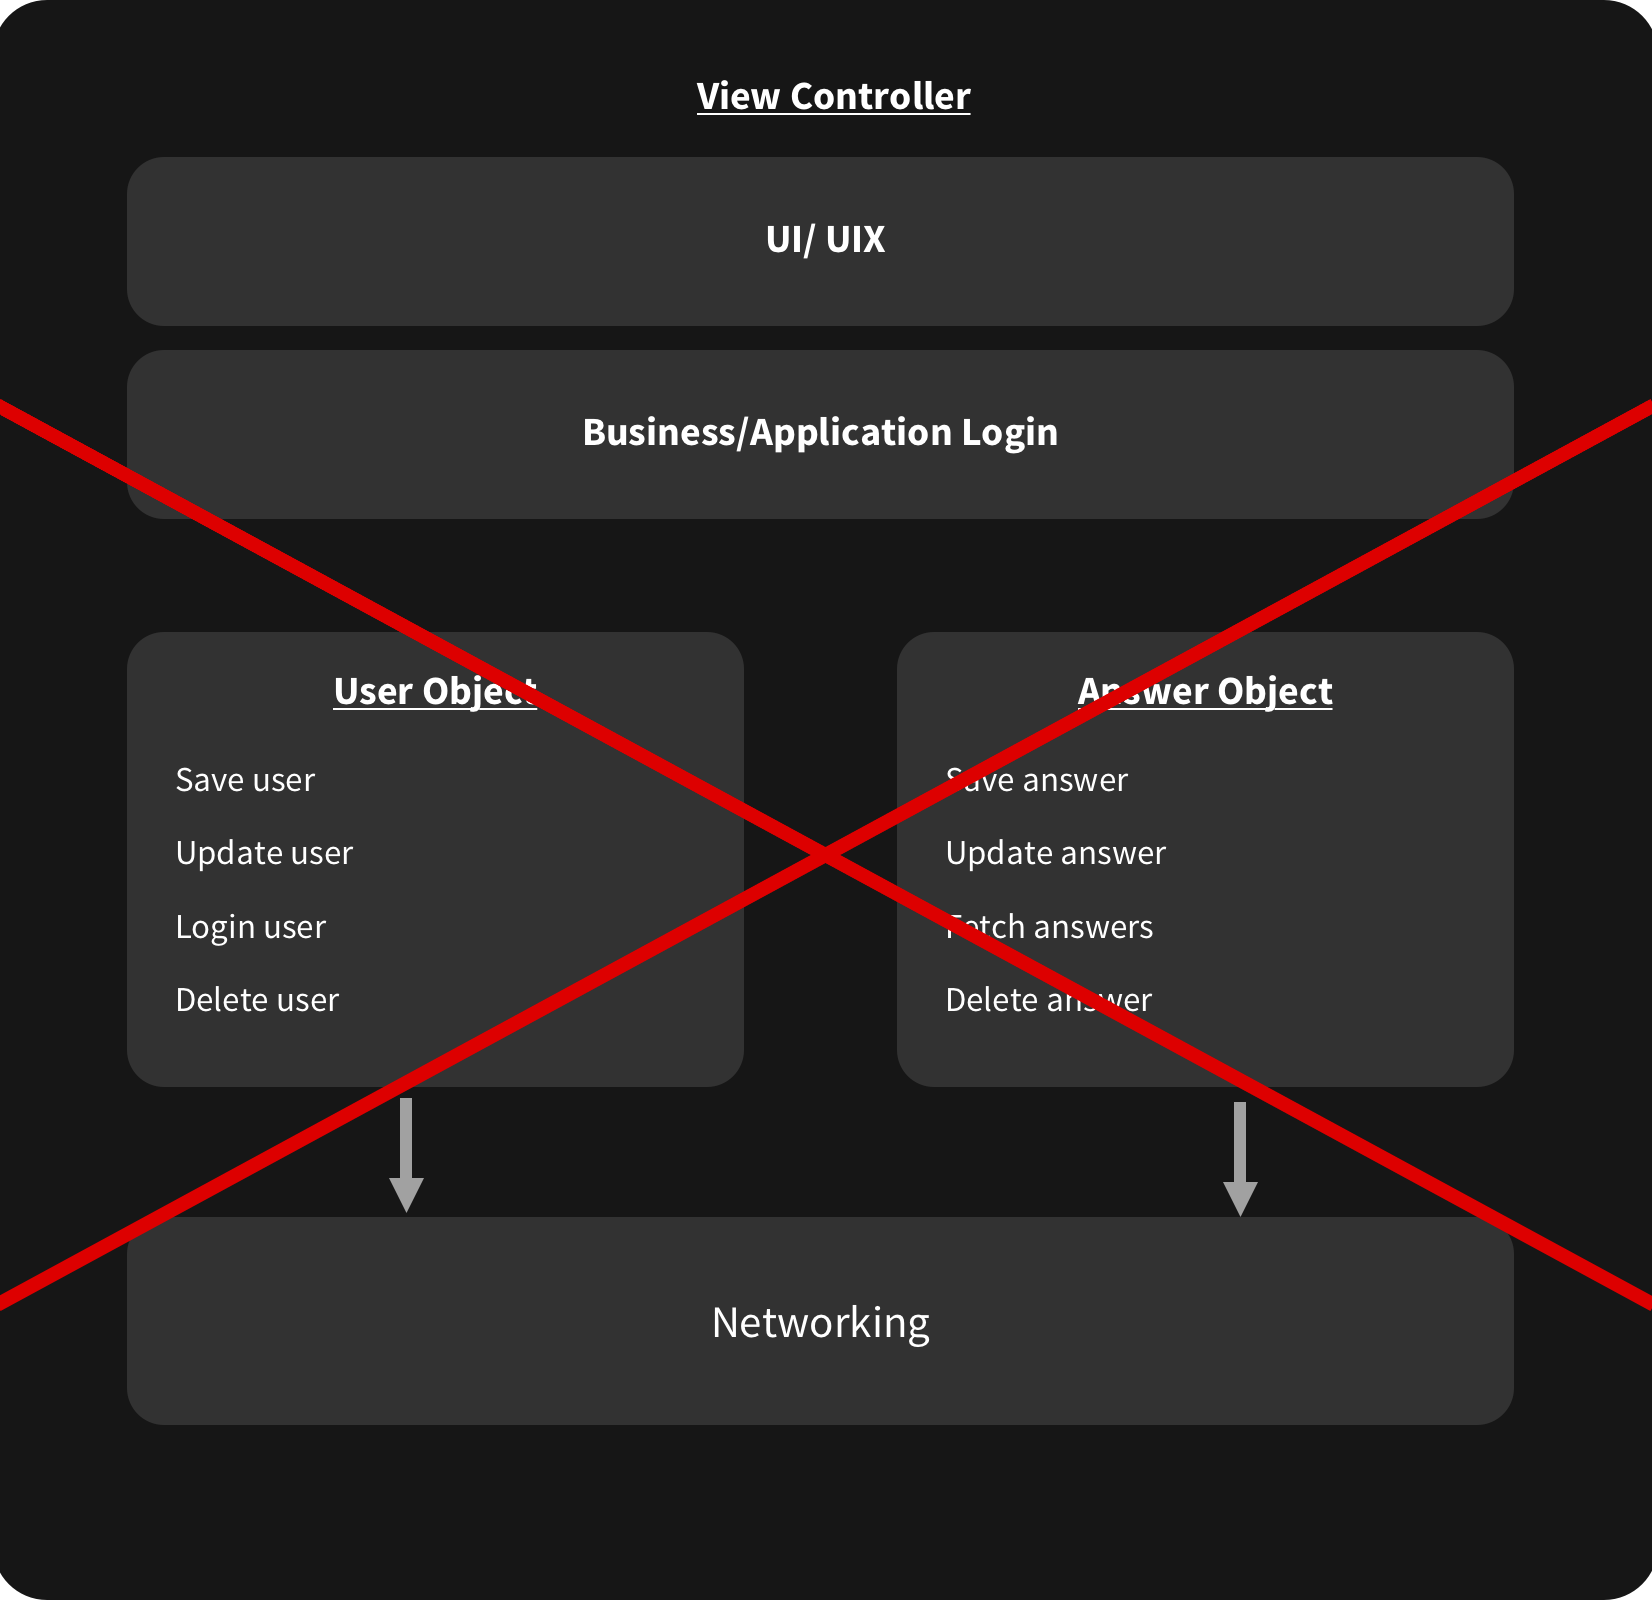 View Controller
UI/ UIX
Business/Application Login
User Object
Save user
Update user
Login user
Delete user
Answer Object
Save answer
Update answer
Fetch answers
Delete answer
Networking